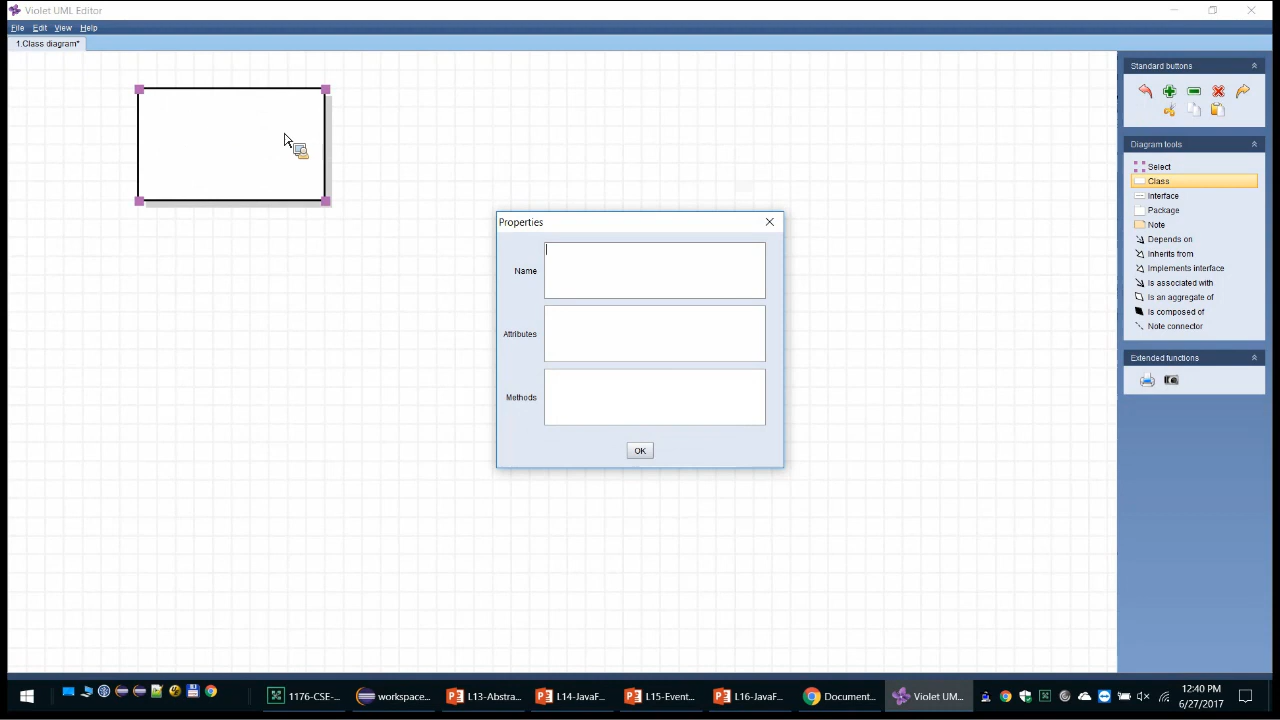 Violet UML Editor
File Edit View Help
1.Class diagram*
Standard buttons
Diagram tools
Select
Class
Interface
Package
Note
Depends on
Inherits from
Implements interface
Is associated with
Is an aggregate of
Is composed of
Note connector
Extended functions
Properties
Name
Attributes
Methods
OK
1176-CSE-... workspace... L13-Abstra... L14-JavaF... L15-Event... L16-JavaF... Document... Violet UM...
12:40 PM
6/27/2017